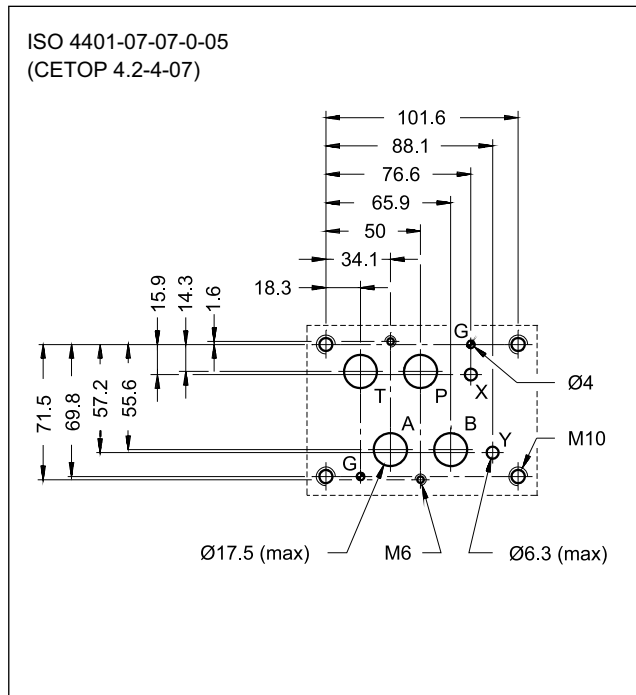 ISO 4401-07-07-0-05
(CETOP 4.2-4-07)
101.6
88.1
76.6
65.9
50
34.1
18.3
15.9
14.3
1.6
G
Ø4
T
P
X
71.5
69.8
57.2
55.6
A
B
Y
M10
G
Ø17.5 (max)
M6
Ø6.3 (max)